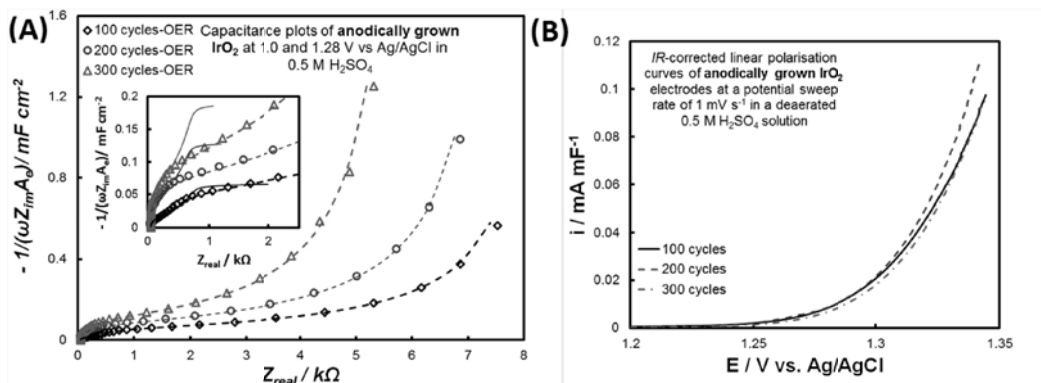 (A)
1.6
1.2
0.8
0.4
0
100 cycles-OER
200 cycles-OER
300 cycles-OER
Capacitance plots of anodically grown
IrO2 at 1.0 and 1.28 V vs Ag/AgCl in
0.5 M H2SO4
- 1/(ωZimAe)/ mF cm-2
0.2
0.15
0.1
0.05
0
- 1/(ωZimAe)/ mF cm-2
0 1 2
Zreal / kΩ
0 1 2 3 4 5 6 7 8
Zreal / kΩ
(B)
0.12
0.1
0.08
0.06
0.04
0.02
0
i / mA mF-1
IR-corrected linear polarisation
curves of anodically grown IrO2
electrodes at a potential sweep
rate of 1 mV s-1 in a deaerated
0.5 M H2SO4 solution
100 cycles
200 cycles
300 cycles
1.2 1.25 1.3 1.35
E / V vs. Ag/AgCl